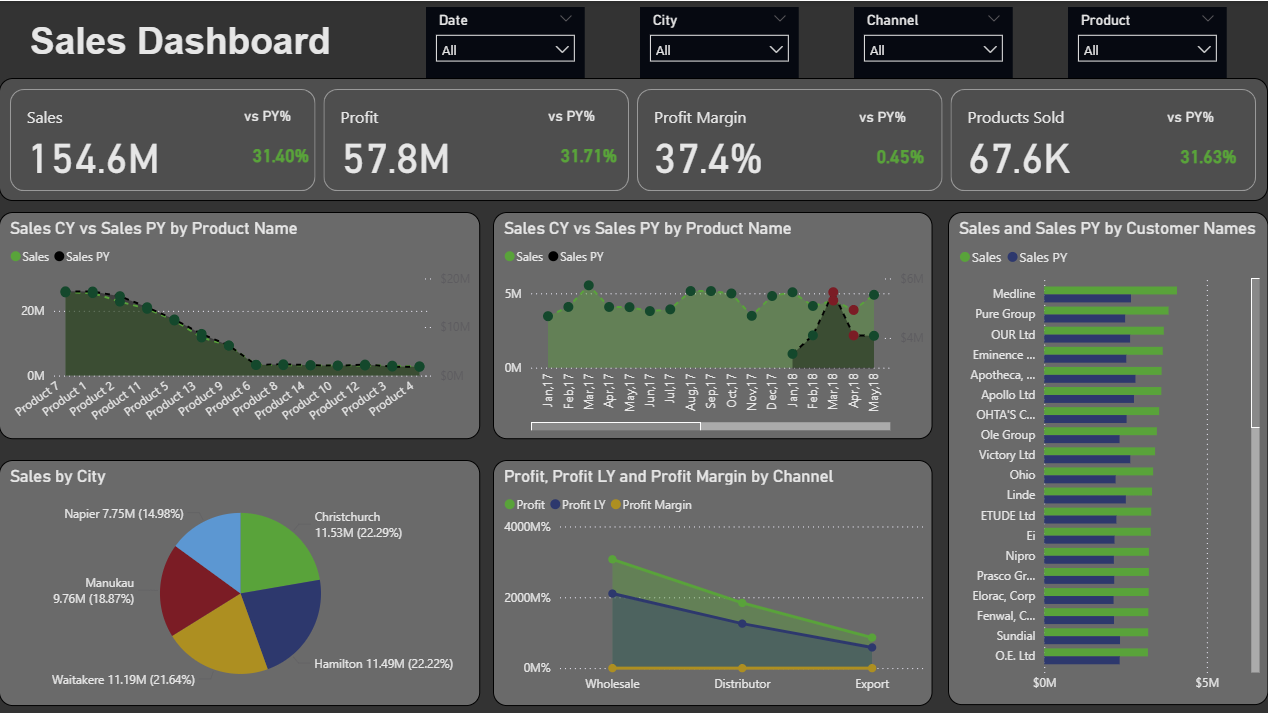 Sales Dashboard
Date
All
City
All
Channel
All
Product
All
Sales
vs PY%
154.6M
31.40%
Profit
vs PY%
57.8M
31.71%
Profit Margin
vs PY%
37.4%
0.45%
Products Sold
vs PY%
67.6K
31.63%
Sales CY vs Sales PY by Product Name
Sales Sales PY
$20M
20M
$10M
0M
$0M
Product 7
Product 1
Product 2
Product 11
Product 5
Product 13
Product 9
Product 6
Product 8
Product 14
Product 10
Product 12
Product 3
Product 4
Sales CY vs Sales PY by Product Name
Sales Sales PY
$6M
5M
$4M
0M
Jan,17
Feb,17
Mar,17
Apr,17
May,17
Jun,17
Jul,17
Aug,17
Sep,17
Oct,17
Nov,17
Dec,17
Jan,18
Feb,18
Mar,18
Apr,18
May,18
Sales and Sales PY by Customer Names
Sales Sales PY
Medline
Pure Group
OUR Ltd
Eminence ...
Apotheca, ...
Apollo Ltd
OHTA'S C...
Ole Group
Victory Ltd
Ohio
Linde
ETUDE Ltd
Ei
Nipro
Prasco Gr...
Elorac, Corp
Fenwal, C...
Sundial
O.E. Ltd
$0M
$5M
Sales by City
Napier 7.75M (14.98%)
Christchurch
11.53M (22.29%)
Manukau
9.76M (18.87%)
Hamilton 11.49M (22.22%)
Waitakere 11.19M (21.64%)
Profit, Profit LY and Profit Margin by Channel
Profit Profit LY Profit Margin
4000M%
2000M%
0M%
Wholesale
Distributor
Export